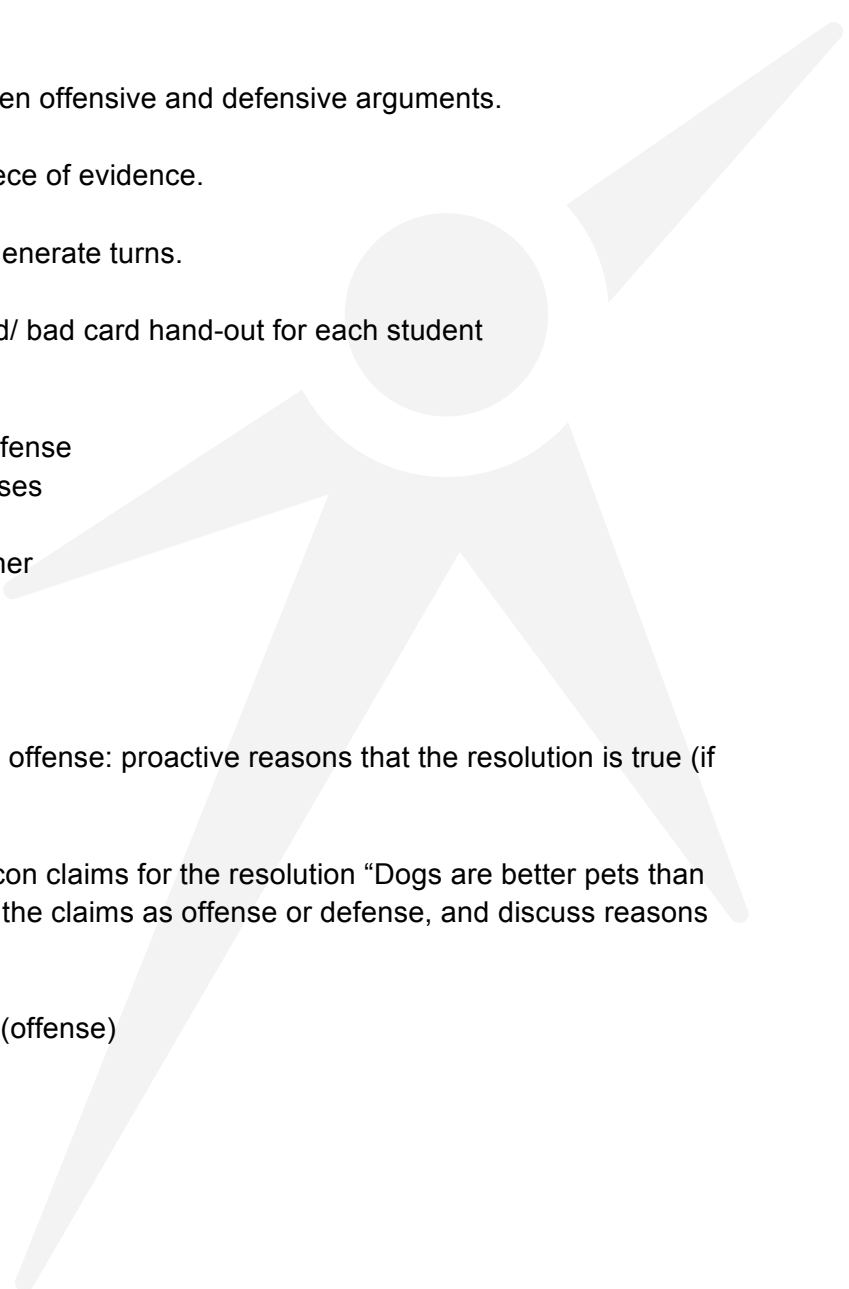 en offensive and defensive arguments.
ece of evidence.
enerate turns.
d/ bad card hand-out for each student
fense
ses
ner
offense: proactive reasons that the resolution is true (if
con claims for the resolution “Dogs are better pets than
the claims as offense or defense, and discuss reasons
(offense)